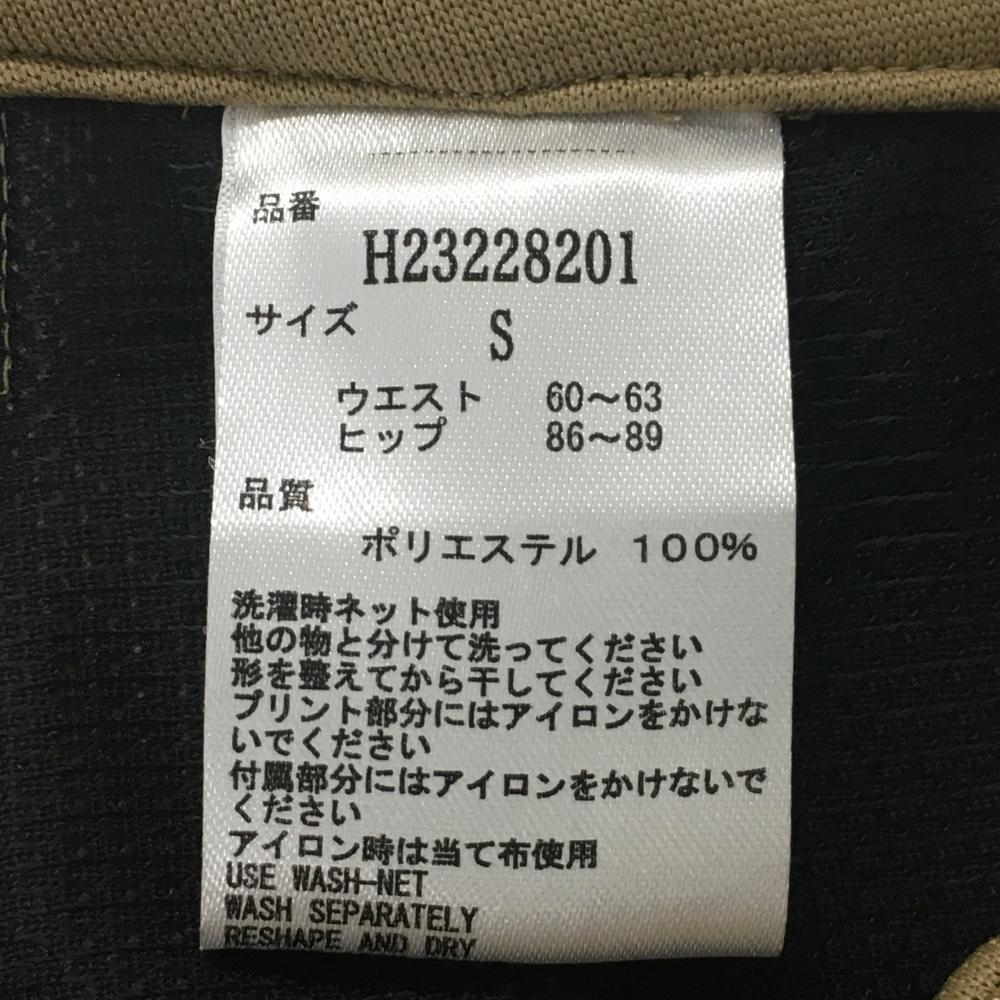 品番
H23228201
サイズ
S
ウエスト 60～63
ヒップ 86～89
品質
ポリエステル 100%
洗濯時ネット使用
他の物と分けて洗ってください
形を整えてから干してください
プリント部分にはアイロンをかけな
いでください
付属部分にはアイロンをかけないで
ください
アイロン時は当て布使用
USE WASH-NET
WASH SEPARATELY
RESHAPE AND DRY